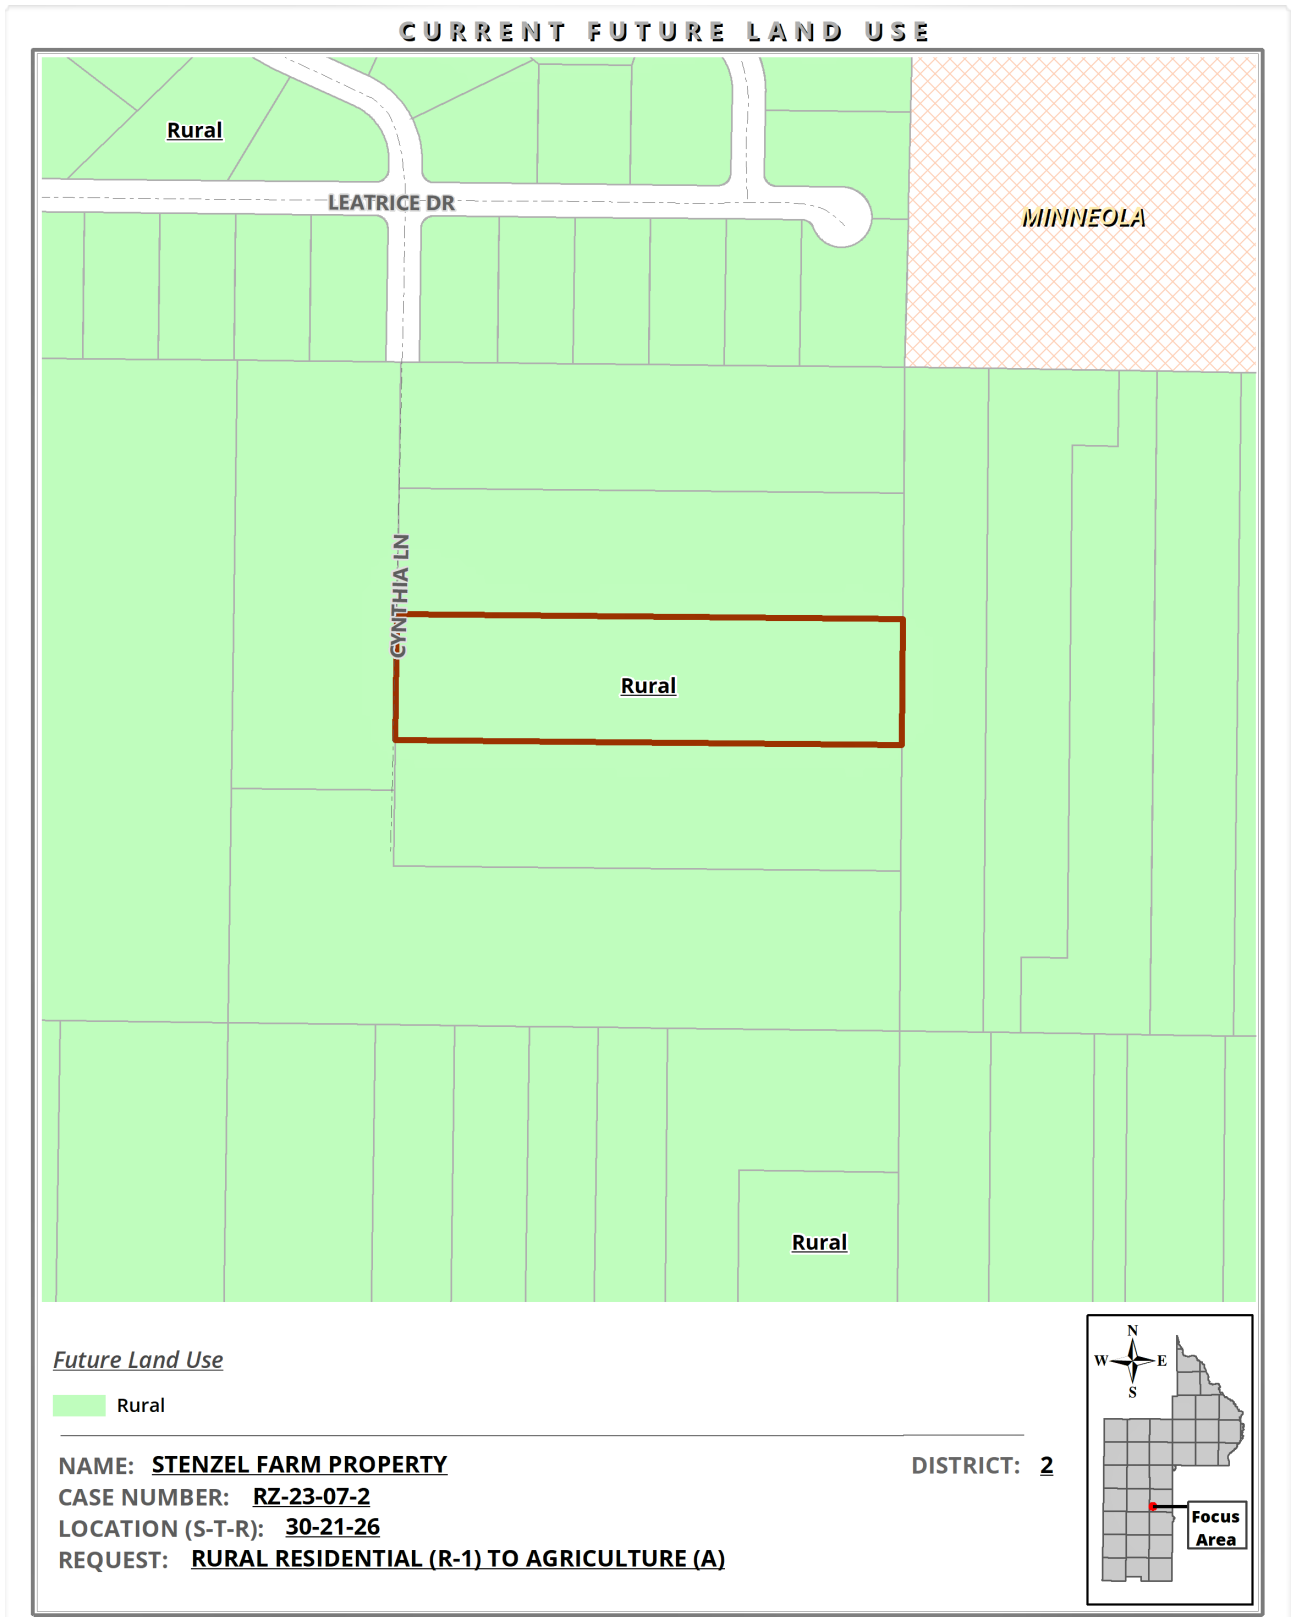 CURRENT FUTURE LAND USE
Rural
LEATRICE DR
MINNEOLA
CYNTHIA LN
Rural
Rural
Future Land Use
Rural
NAME: STENZEL FARM PROPERTY
DISTRICT: 2
CASE NUMBER: RZ-23-07-2
LOCATION (S-T-R): 30-21-26
REQUEST: RURAL RESIDENTIAL (R-1) TO AGRICULTURE (A)
N
W E
S
Focus
Area